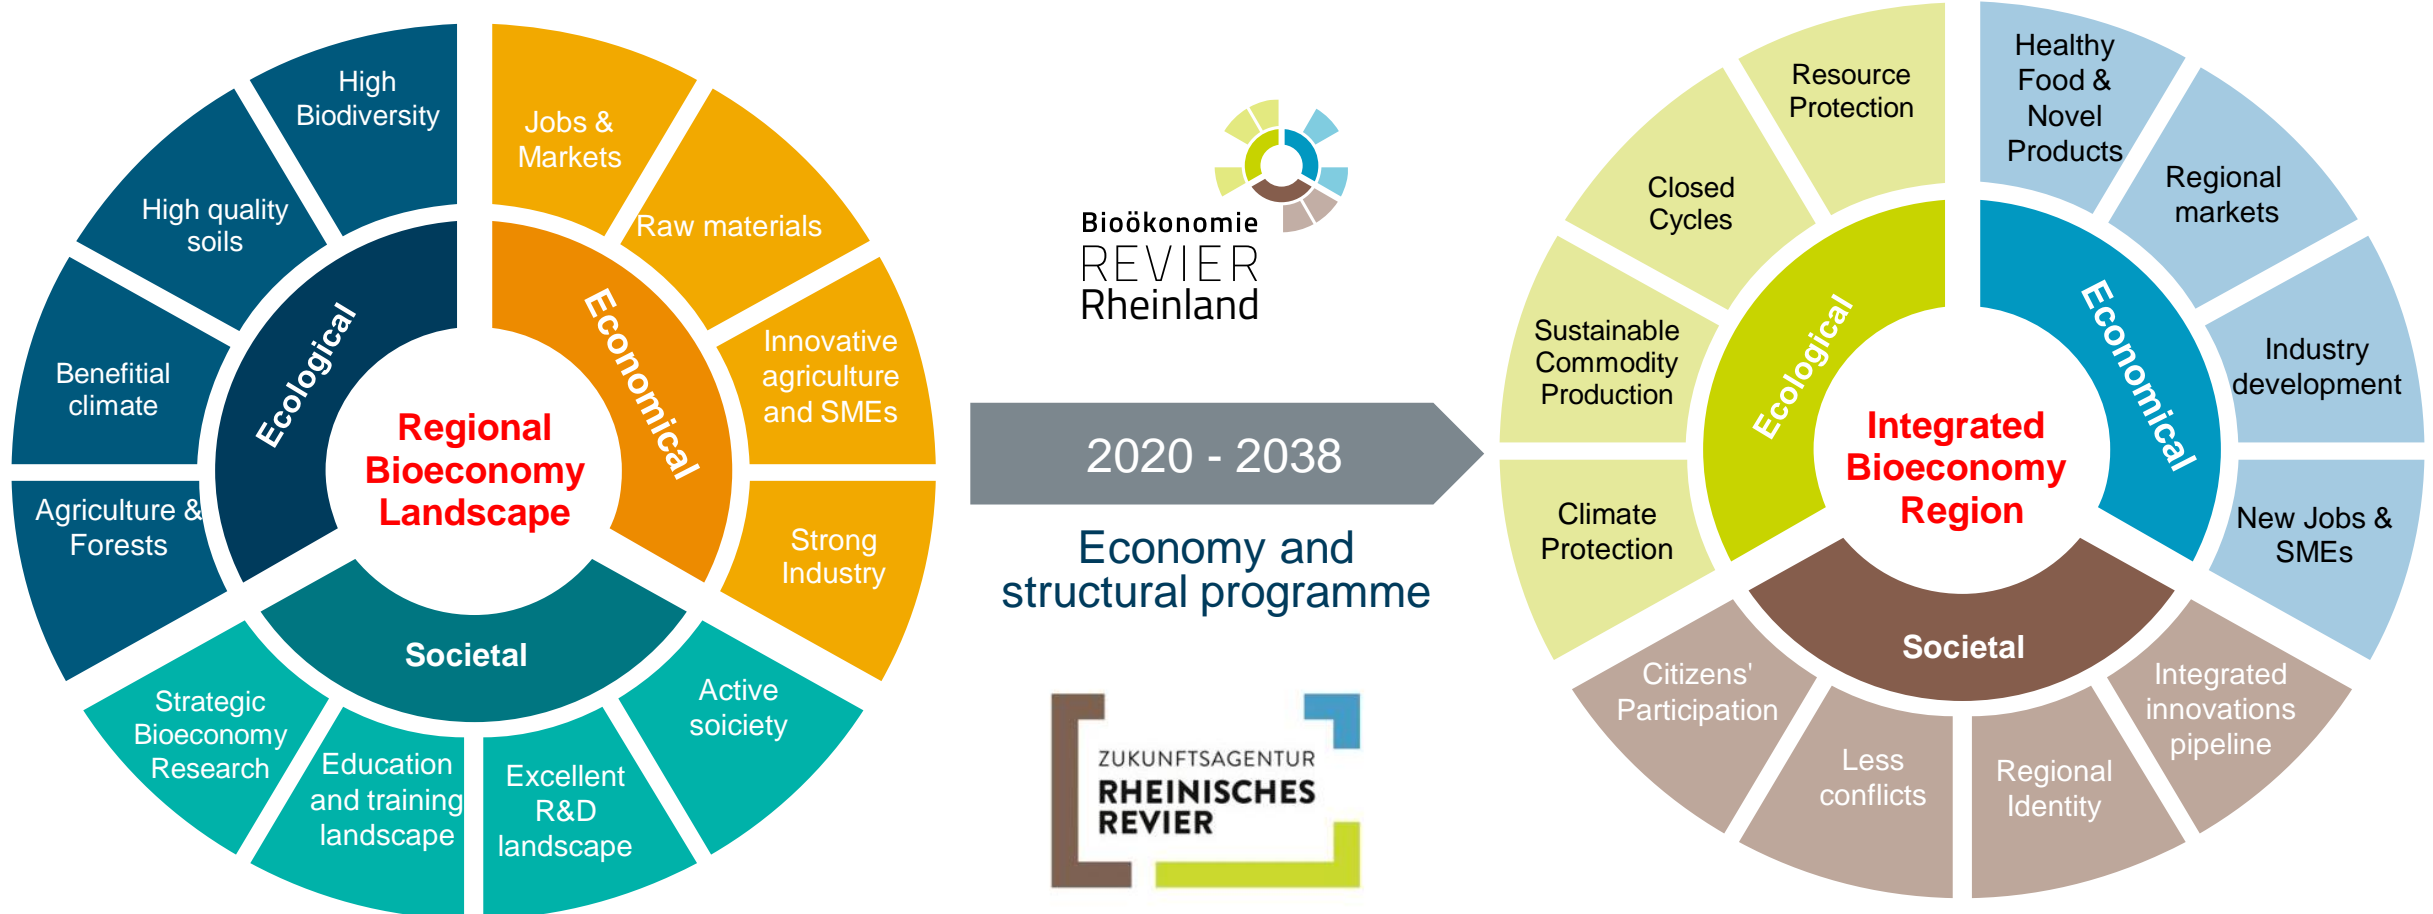 High
Biodiversity
High quality
soils
Benefitial
climate
Agriculture &
Forests
Ecological
Jobs &
Markets
Raw materials
Innovative
agriculture
and SMEs
Strong
Industry
Economical
Regional
Bioeconomy
Landscape
Societal
Strategic
Bioeconomy
Research
Education
and training
landscape
Excellent
R&D
landscape
Active
soiciety
Bioökonomie
REVIER
Rheinland
2020 - 2038
Economy and
structural programme
ZUKUNFTSAGENTUR
RHEINISCHES
REVIER
Resource
Protection
Closed
Cycles
Sustainable
Commodity
Production
Climate
Protection
Ecological
Healthy
Food &
Novel
Products
Regional
markets
Industry
development
New Jobs &
SMEs
Economical
Integrated
Bioeconomy
Region
Societal
Citizens'
Participation
Less
conflicts
Regional
Identity
Integrated
innovations
pipeline